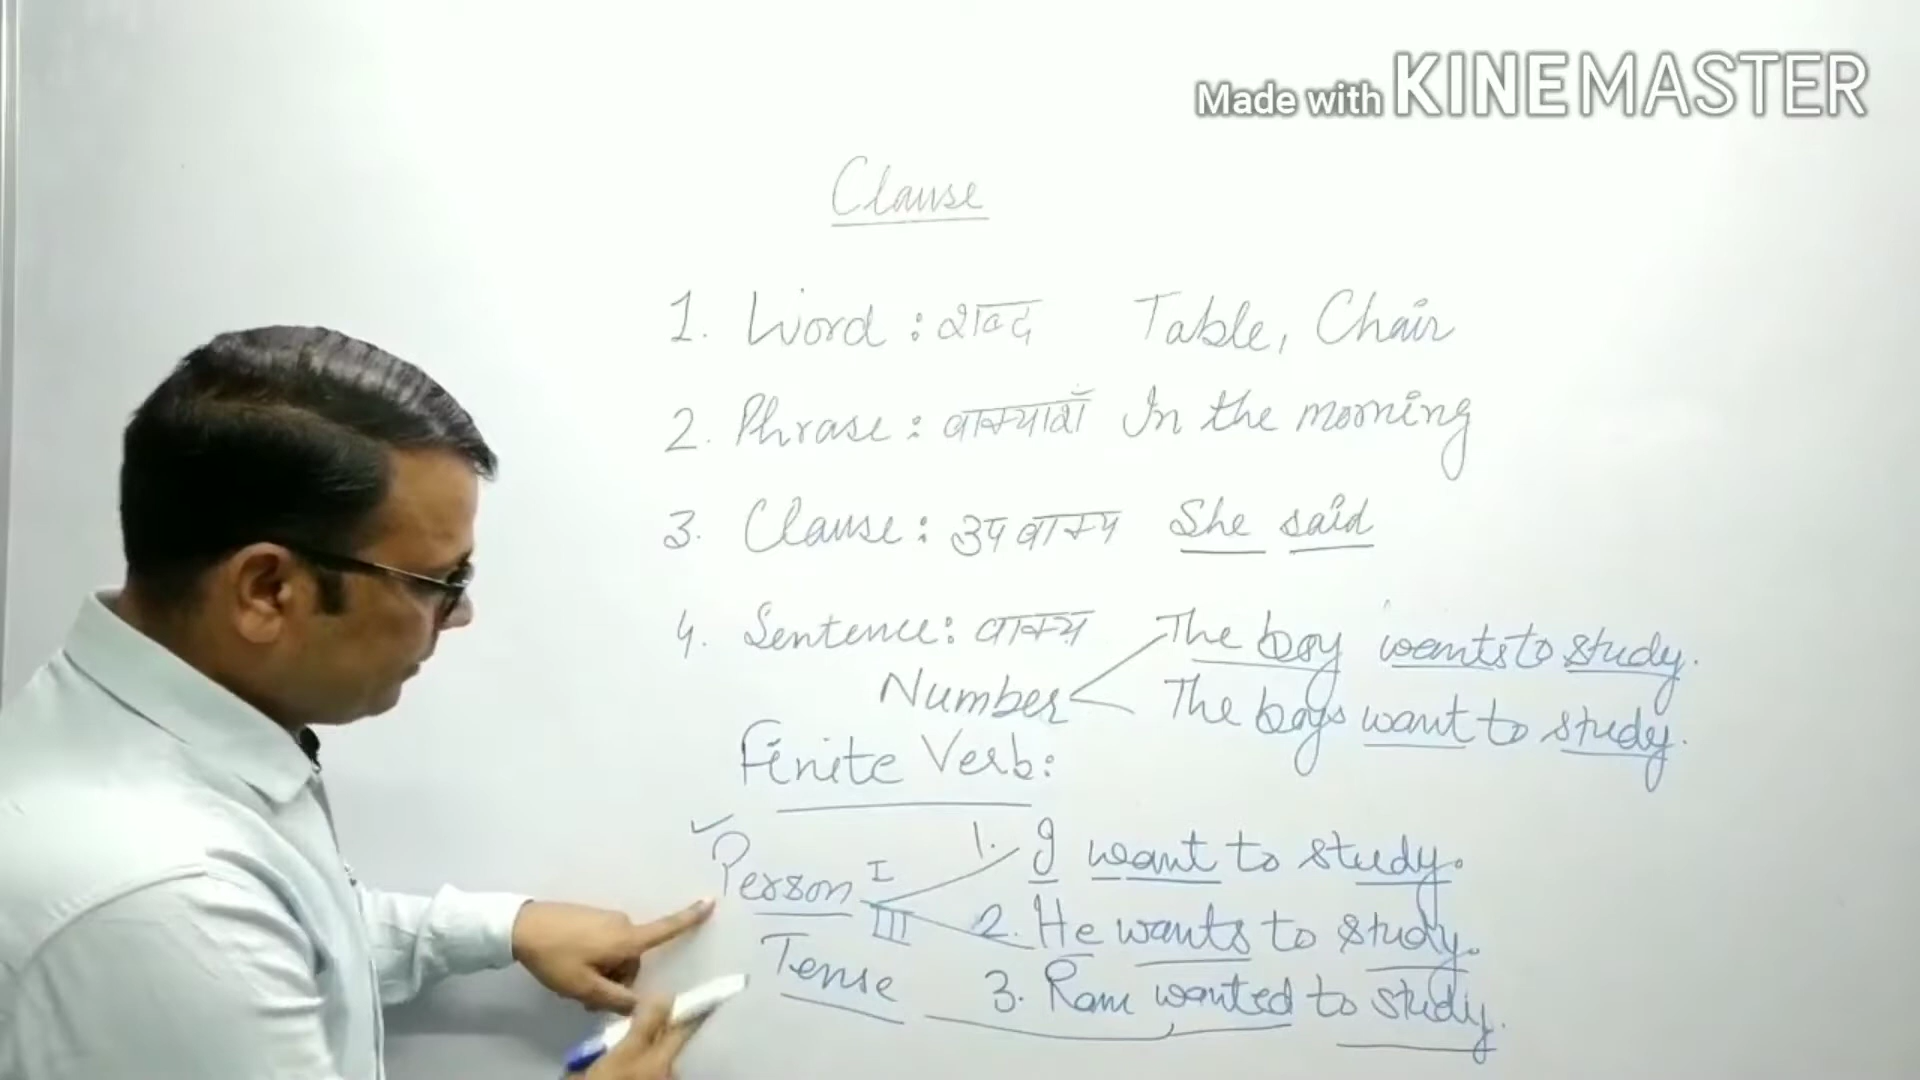 Made with KINEMASTER
Clause
1. Word : शब्द Table, Chair
2. Phrase : वाक्यांश In the morning
3. Clause : उपवाक्य She said
4. Sentence : वाक्य The boy wants to study.
Number The boys want to study.
Finite Verb :
Person I 1. I want to study.
III 2. He wants to study.
Tense 3. Ram wanted to study.